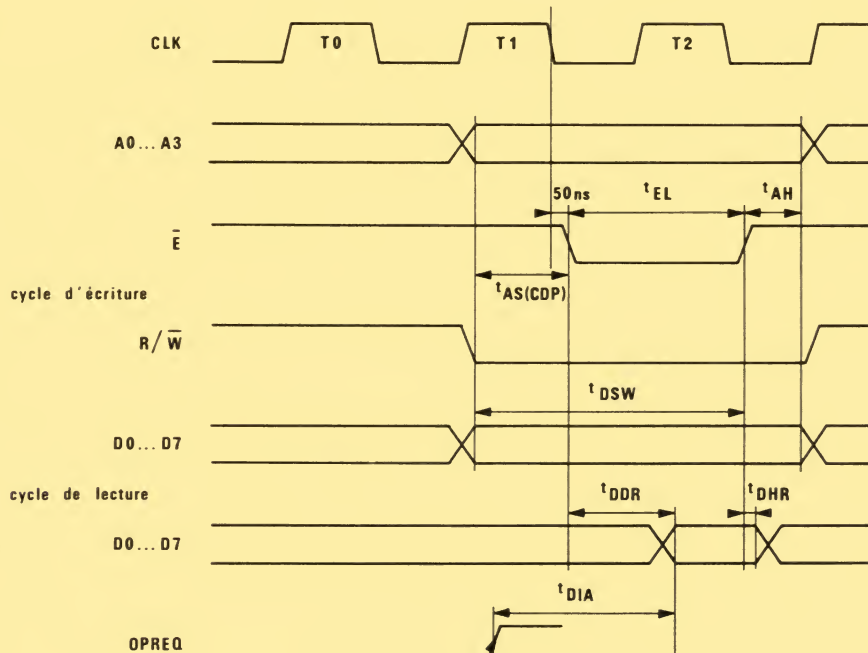 CLK T0 T1 T2
A0...A3
50ns tEL tAH
E̅
tAS(CDP)
cycle d'écriture
R/W̅
tDSW
D0...D7
cycle de lecture tDDR tDHR
D0...D7
tDIA
OPREQ